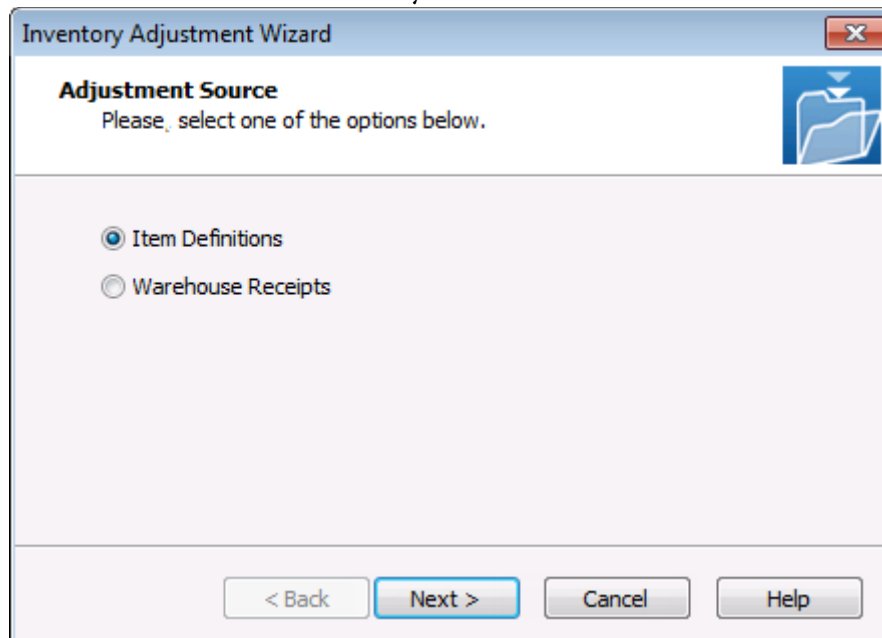 Inventory Adjustment Wizard
Adjustment Source
Please, select one of the options below.
Item Definitions
Warehouse Receipts
< Back Next > Cancel Help